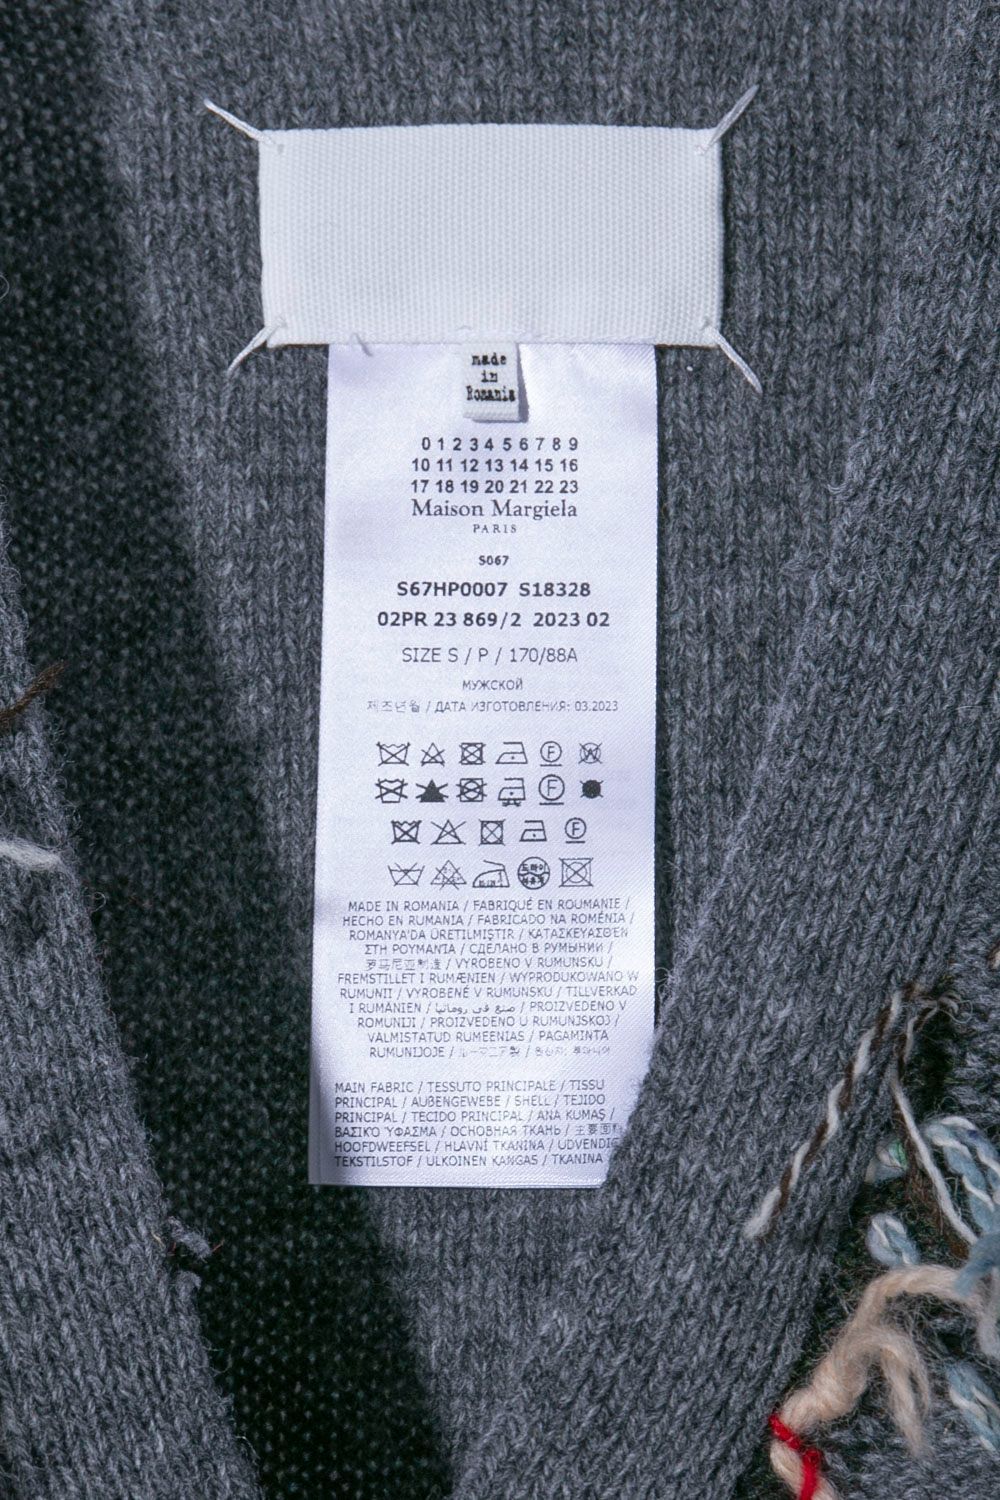 made
in
Romania
0 1 2 3 4 5 6 7 8 9
10 11 12 13 14 15 16
17 18 19 20 21 22 23
Maison Margiela
PARIS
S067
S67HP0007 S18328
02PR 23 869/2 2023 02
SIZE S / P / 170/88A
МУЖСКОЙ
제조년월 / ДАТА ИЗГОТОВЛЕНИЯ: 03.2023
F W
F
F
드라이
MADE IN ROMANIA / FABRIQUÉ EN ROUMANIE /
HECHO EN RUMANIA / FABRICADO NA ROMÉNIA /
ROMANYA'DA ÜRETILMIŞTIR / ΚΑΤΑΣΚΕΥΑΣΘΕΝ
ΣΤΗ ΡΟΥΜΑΝΊΑ / СДЕЛАНО В РУМЫНИИ /
罗马尼亚制造 / VYROBENO V RUMUNSKU /
FREMSTILLET I RUMÆNIEN / WYPRODUKOWANO W
RUMUNII / VYROBENÉ V RUMUNSKU / TILLVERKAD
I RUMÄNIEN / صنع في رومانيا / PROIZVEDENO V
ROMUNIJI / PROIZVEDENO U RUMUNJSKOJ /
VALMISTATUD RUMEENIAS / PAGAMINTA
RUMUNIJOJE / ルーマニア製 / 원산지: 루마니아
MAIN FABRIC / TESSUTO PRINCIPALE / TISSU
PRINCIPAL / AUßENGEWEBE / SHELL / TEJIDO
PRINCIPAL / TECIDO PRINCIPAL / ANA KUMAŞ /
ΒΑΣΙΚΌ ΎΦΑΣΜΑ / ОСНОВНАЯ ТКАНЬ / 主要面料
HOOFDWEEFSEL / HLAVNÍ TKANINA / UDVENDIG
TEKSTILSTOF / ULKOINEN KANGAS / TKANINA